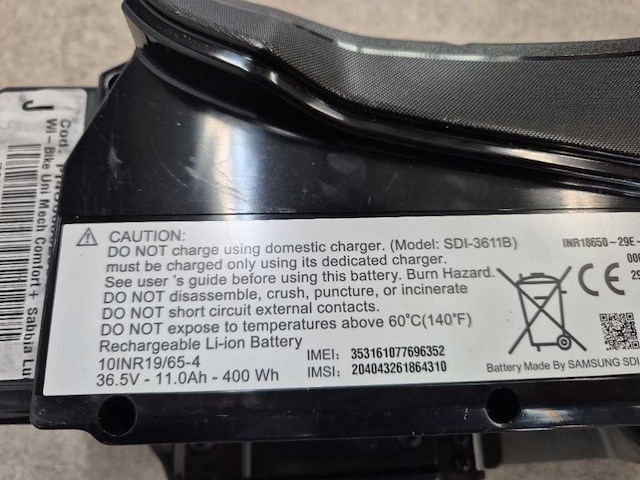 J
Cod.
Wi-Bike Uni Mech Comfort + Sabbia Lu
CAUTION:
DO NOT charge using domestic charger. (Model: SDI-3611B)
must be charged only using its dedicated charger.
See user 's guide before using this battery. Burn Hazard.
DO NOT disassemble, crush, puncture, or incinerate
DO NOT short circuit external contacts.
DO NOT expose to temperatures above 60°C(140°F)
Rechargeable Li-ion Battery
10INR19/65-4
36.5V - 11.0Ah - 400 Wh
IMEI: 353161077696352
IMSI: 204043261864310
INR18650-29E-
000
29
CE
Battery Made By SAMSUNG SDI